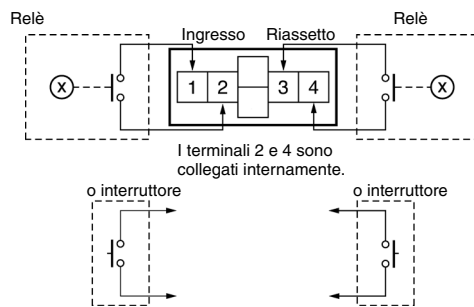 Relè
Relè
Ingresso
Riassetto
X
1
2
3
4
X
I terminali 2 e 4 sono
collegati internamente.
o interruttore
o interruttore